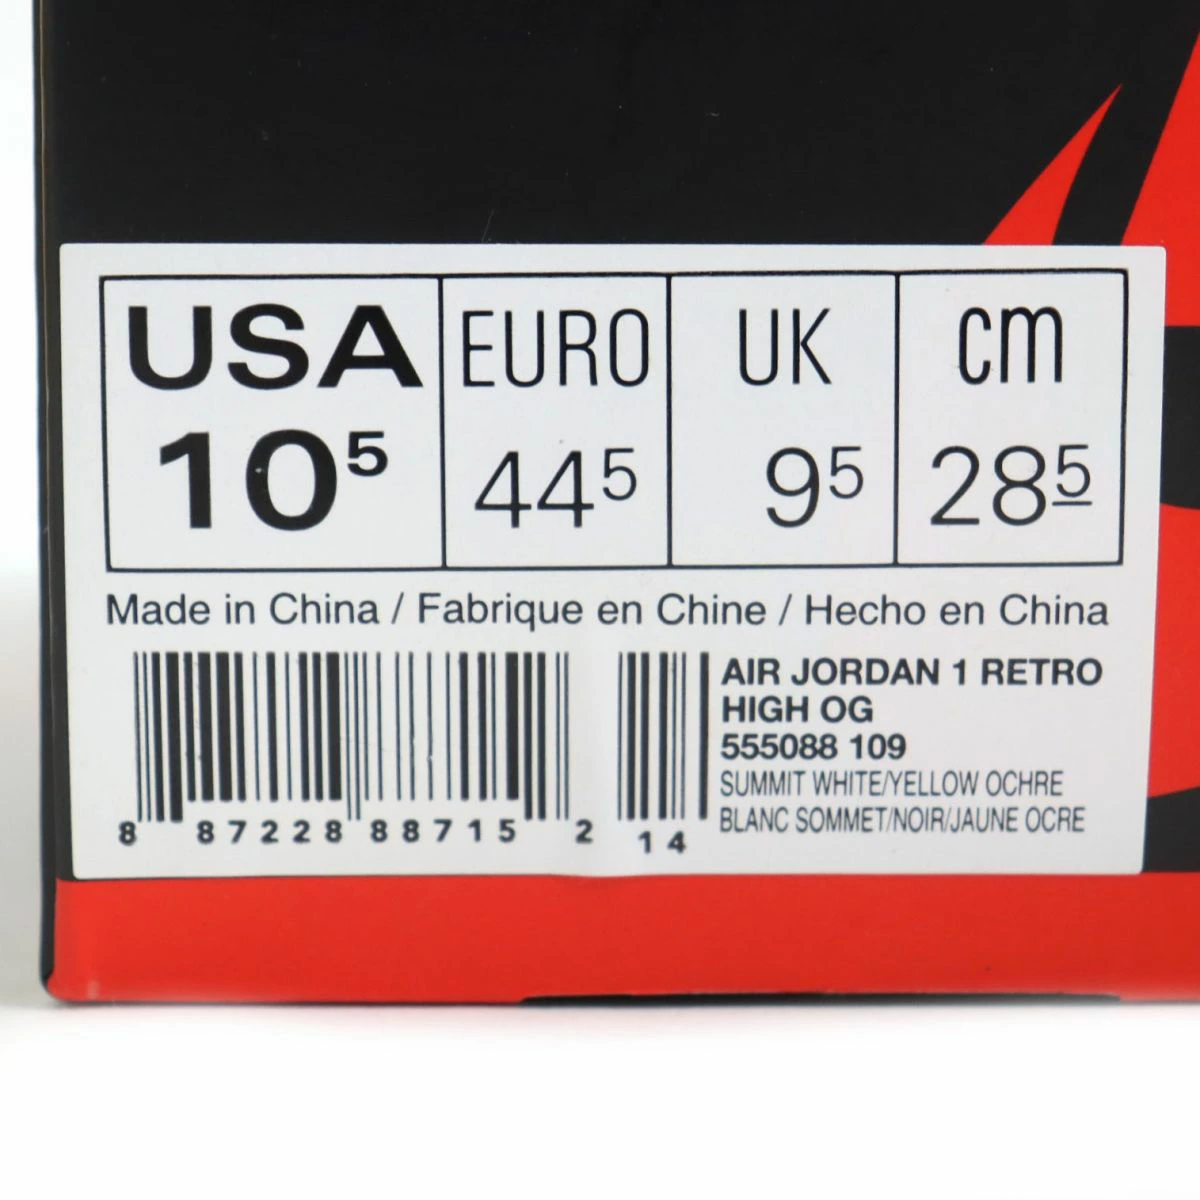 USA EURO UK cm
10⁵ 44⁵ 9⁵ 28⁵
Made in China / Fabrique en Chine / Hecho en China
AIR JORDAN 1 RETRO
HIGH OG
555088 109
SUMMIT WHITE/YELLOW OCHRE
BLANC SOMMET/NOIR/JAUNE OCRE
8 87228 88715 2 14